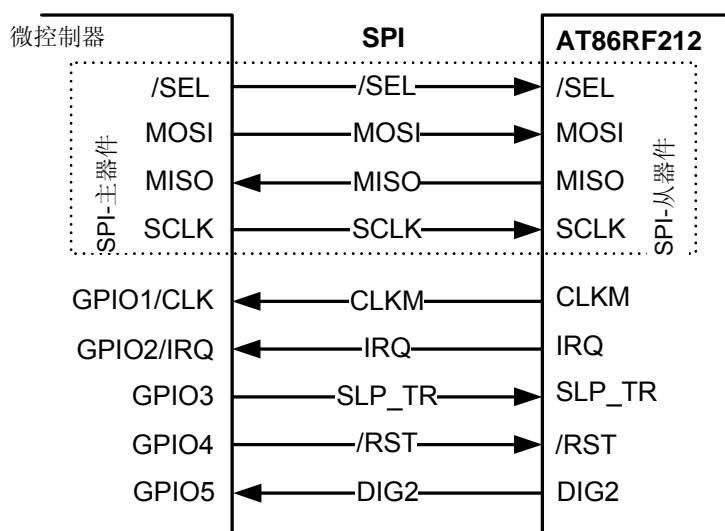 微控制器 SPI AT86RF212
/SEL /SEL /SEL
MOSI MOSI MOSI
MISO MISO MISO
SCLK SCLK SCLK
SPI-主器件
SPI-从器件
GPIO1/CLK CLKM CLKM
GPIO2/IRQ IRQ IRQ
GPIO3 SLP_TR SLP_TR
GPIO4 /RST /RST
GPIO5 DIG2 DIG2